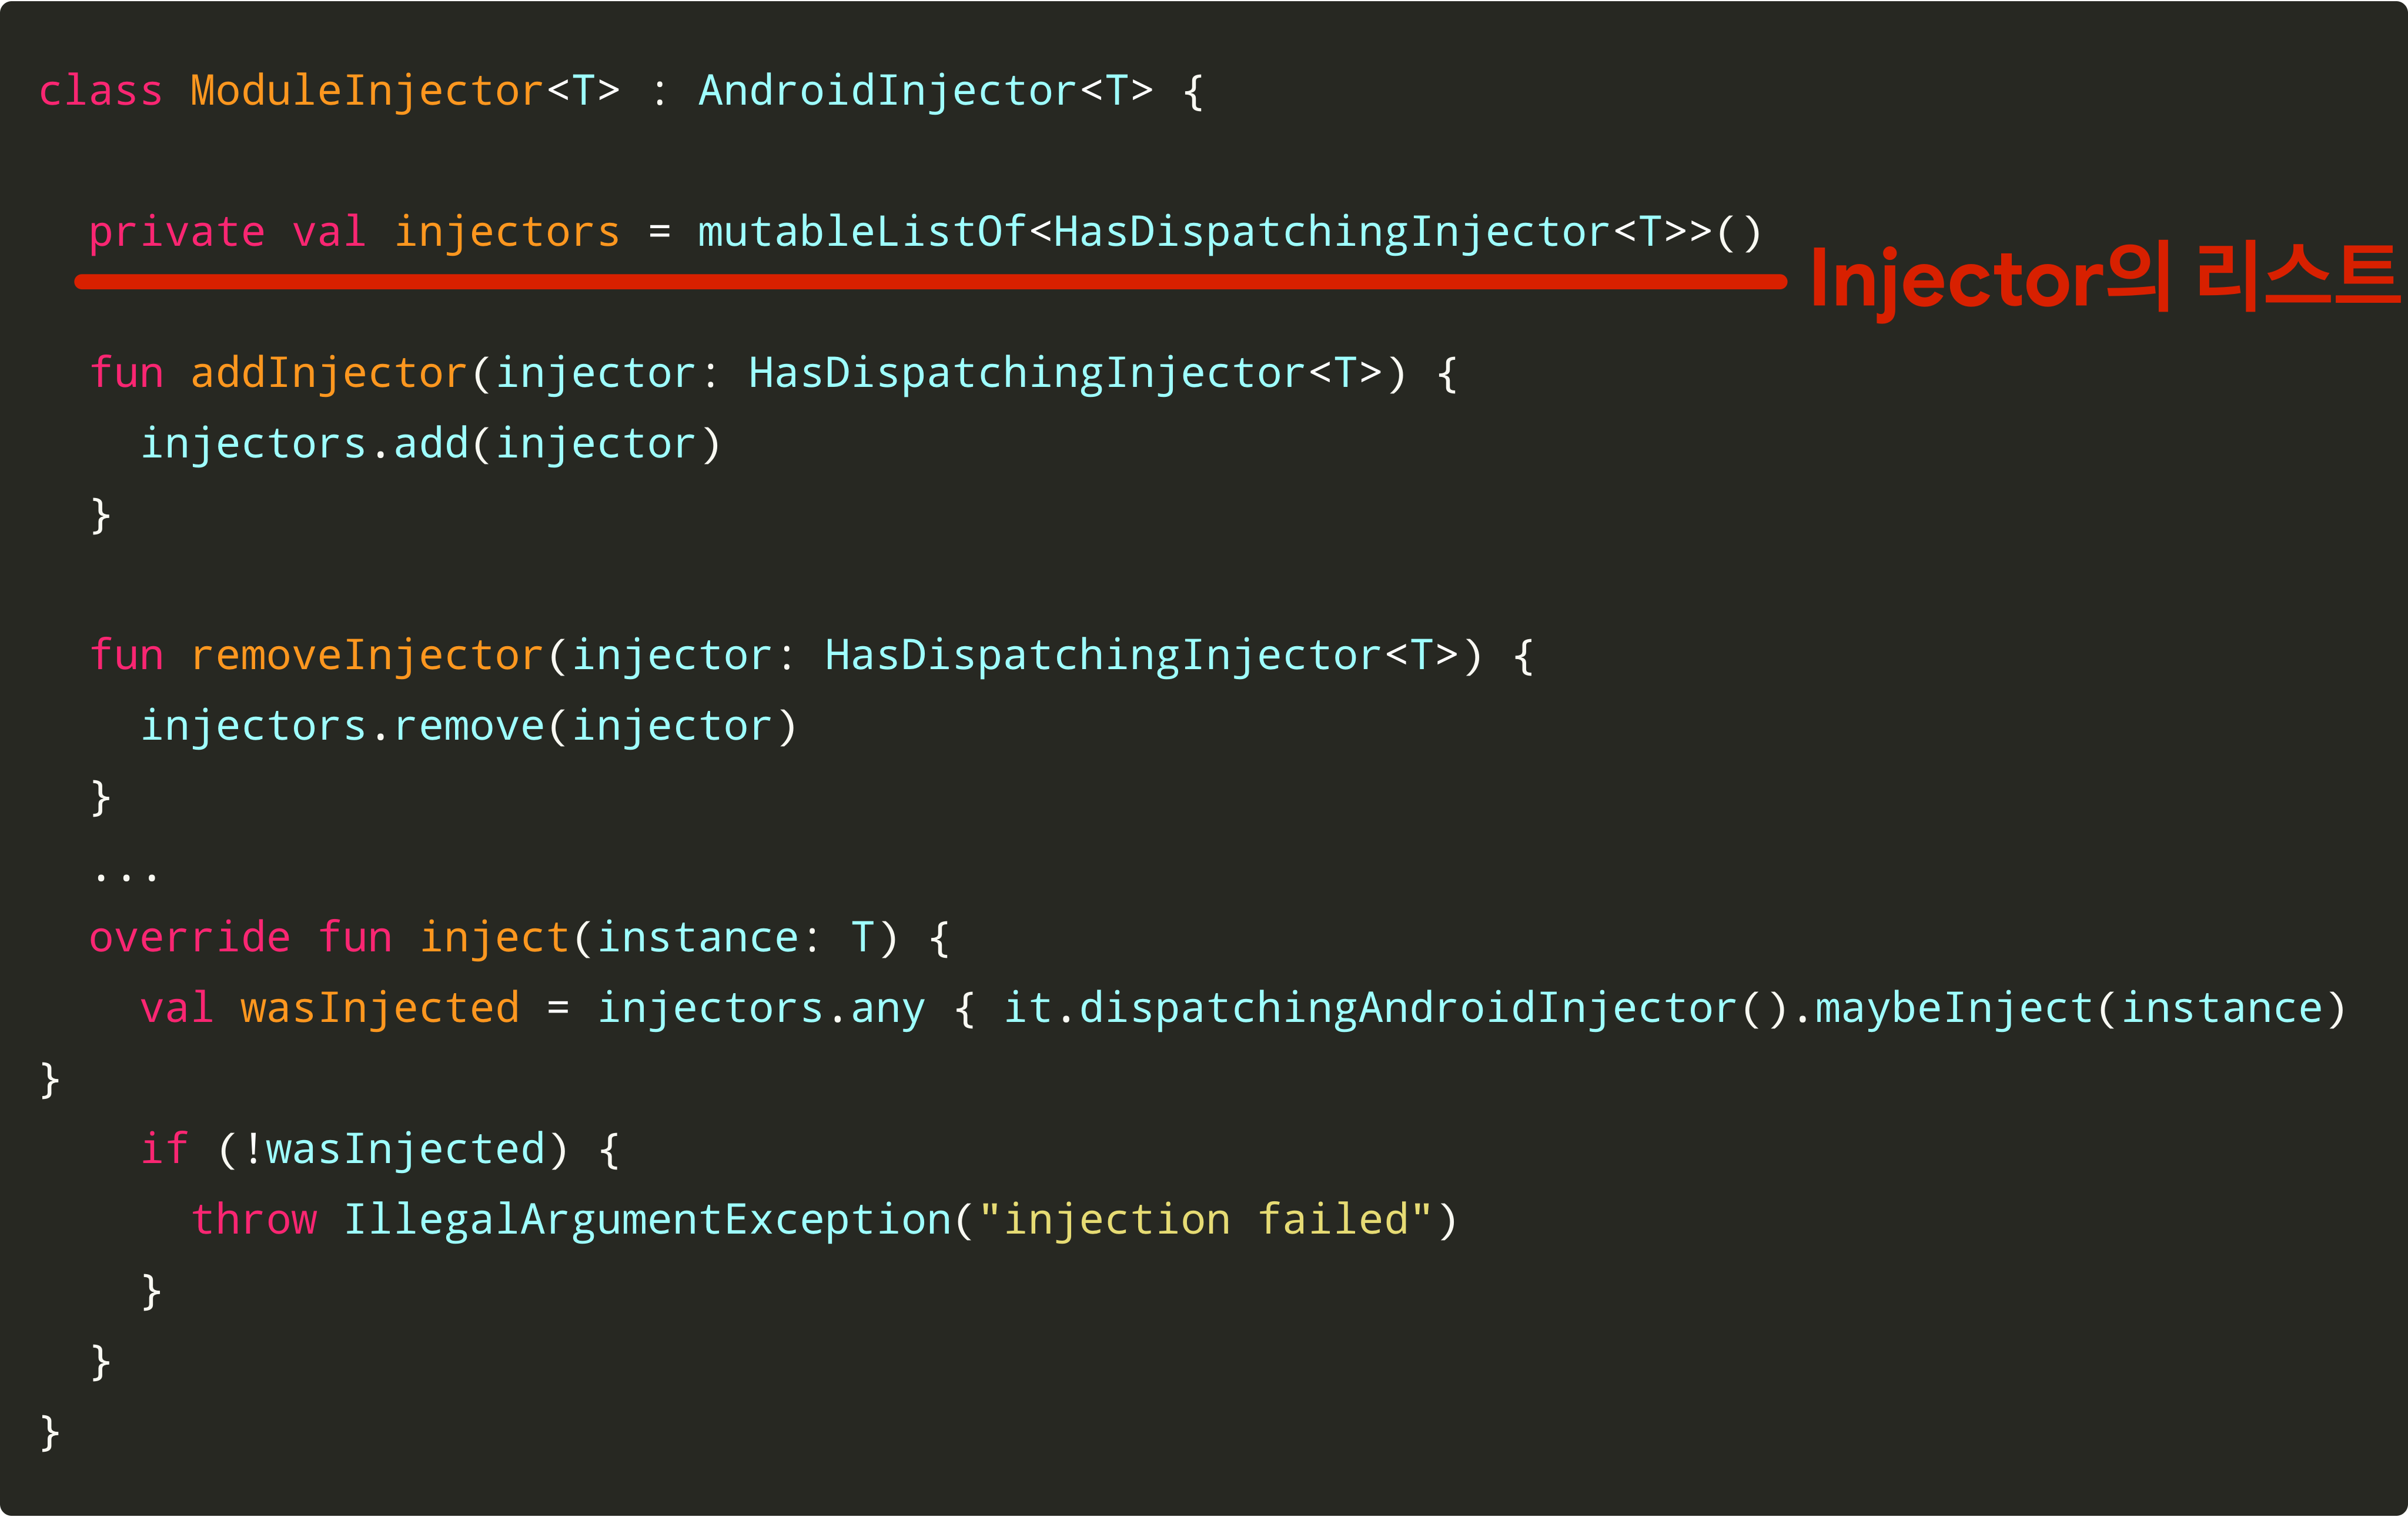 class ModuleInjector<T> : AndroidInjector<T> {
private val injectors = mutableListOf<HasDispatchingInjector<T>>()
Injector의 리스트
fun addInjector(injector: HasDispatchingInjector<T>) {
injectors.add(injector)
}
fun removeInjector(injector: HasDispatchingInjector<T>) {
injectors.remove(injector)
}
...
override fun inject(instance: T) {
val wasInjected = injectors.any { it.dispatchingAndroidInjector().maybeInject(instance)
}
if (!wasInjected) {
throw IllegalArgumentException("injection failed")
}
}
}